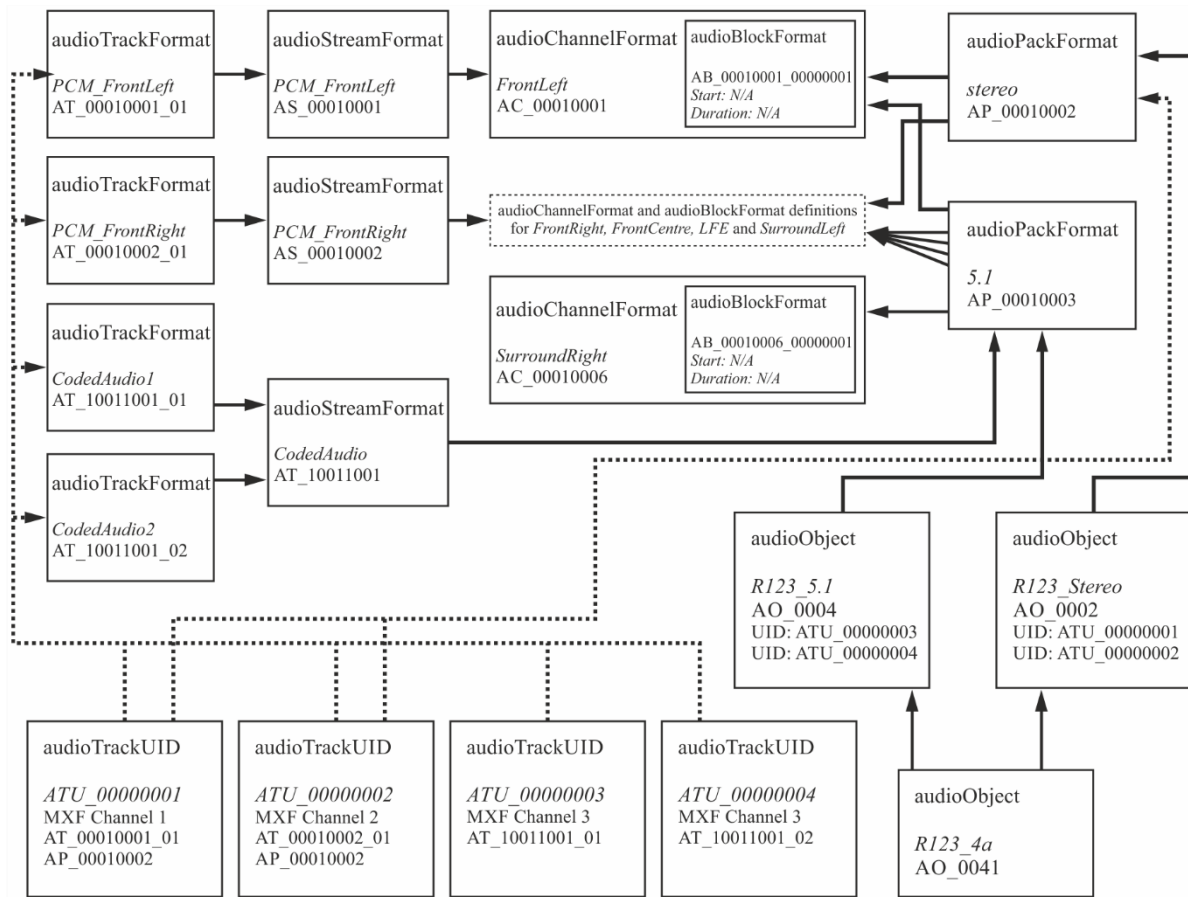 audioTrackFormat
PCM_FrontLeft
AT_00010001_01
audioStreamFormat
PCM_FrontLeft
AS_00010001
audioChannelFormat
FrontLeft
AC_00010001
audioBlockFormat
AB_00010001_00000001
Start: N/A
Duration: N/A
audioPackFormat
stereo
AP_00010002
audioTrackFormat
PCM_FrontRight
AT_00010002_01
audioStreamFormat
PCM_FrontRight
AS_00010002
audioChannelFormat and audioBlockFormat definitions
for FrontRight, FrontCentre, LFE and SurroundLeft
audioPackFormat
5.1
AP_00010003
audioChannelFormat
SurroundRight
AC_00010006
audioBlockFormat
AB_00010006_00000001
Start: N/A
Duration: N/A
audioTrackFormat
CodedAudio1
AT_10011001_01
audioStreamFormat
CodedAudio
AT_10011001
audioTrackFormat
CodedAudio2
AT_10011001_02
audioObject
R123_5.1
AO_0004
UID: ATU_00000003
UID: ATU_00000004
audioObject
R123_Stereo
AO_0002
UID: ATU_00000001
UID: ATU_00000002
audioTrackUID
ATU_00000001
MXF Channel 1
AT_00010001_01
AP_00010002
audioTrackUID
ATU_00000002
MXF Channel 2
AT_00010002_01
AP_00010002
audioTrackUID
ATU_00000003
MXF Channel 3
AT_10011001_01
audioTrackUID
ATU_00000004
MXF Channel 3
AT_10011001_02
audioObject
R123_4a
AO_0041